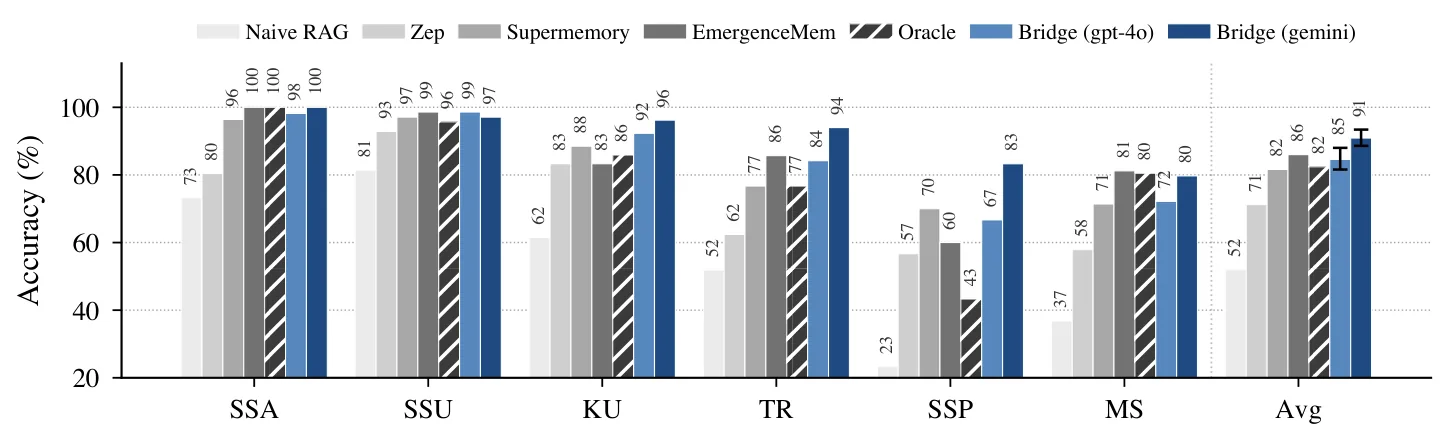 Naive RAG Zep Supermemory EmergenceMem Oracle Bridge (gpt-4o) Bridge (gemini)
Accuracy (%)
100
80
60
40
20
73 80 96 100 100 98 100
81 93 97 99 96 99 97
62 83 88 83 86 92 96
52 62 77 86 77 84 94
23 57 70 60 43 67 83
37 58 71 81 80 72 80
52 71 82 86 82 85 91
SSA SSU KU TR SSP MS Avg